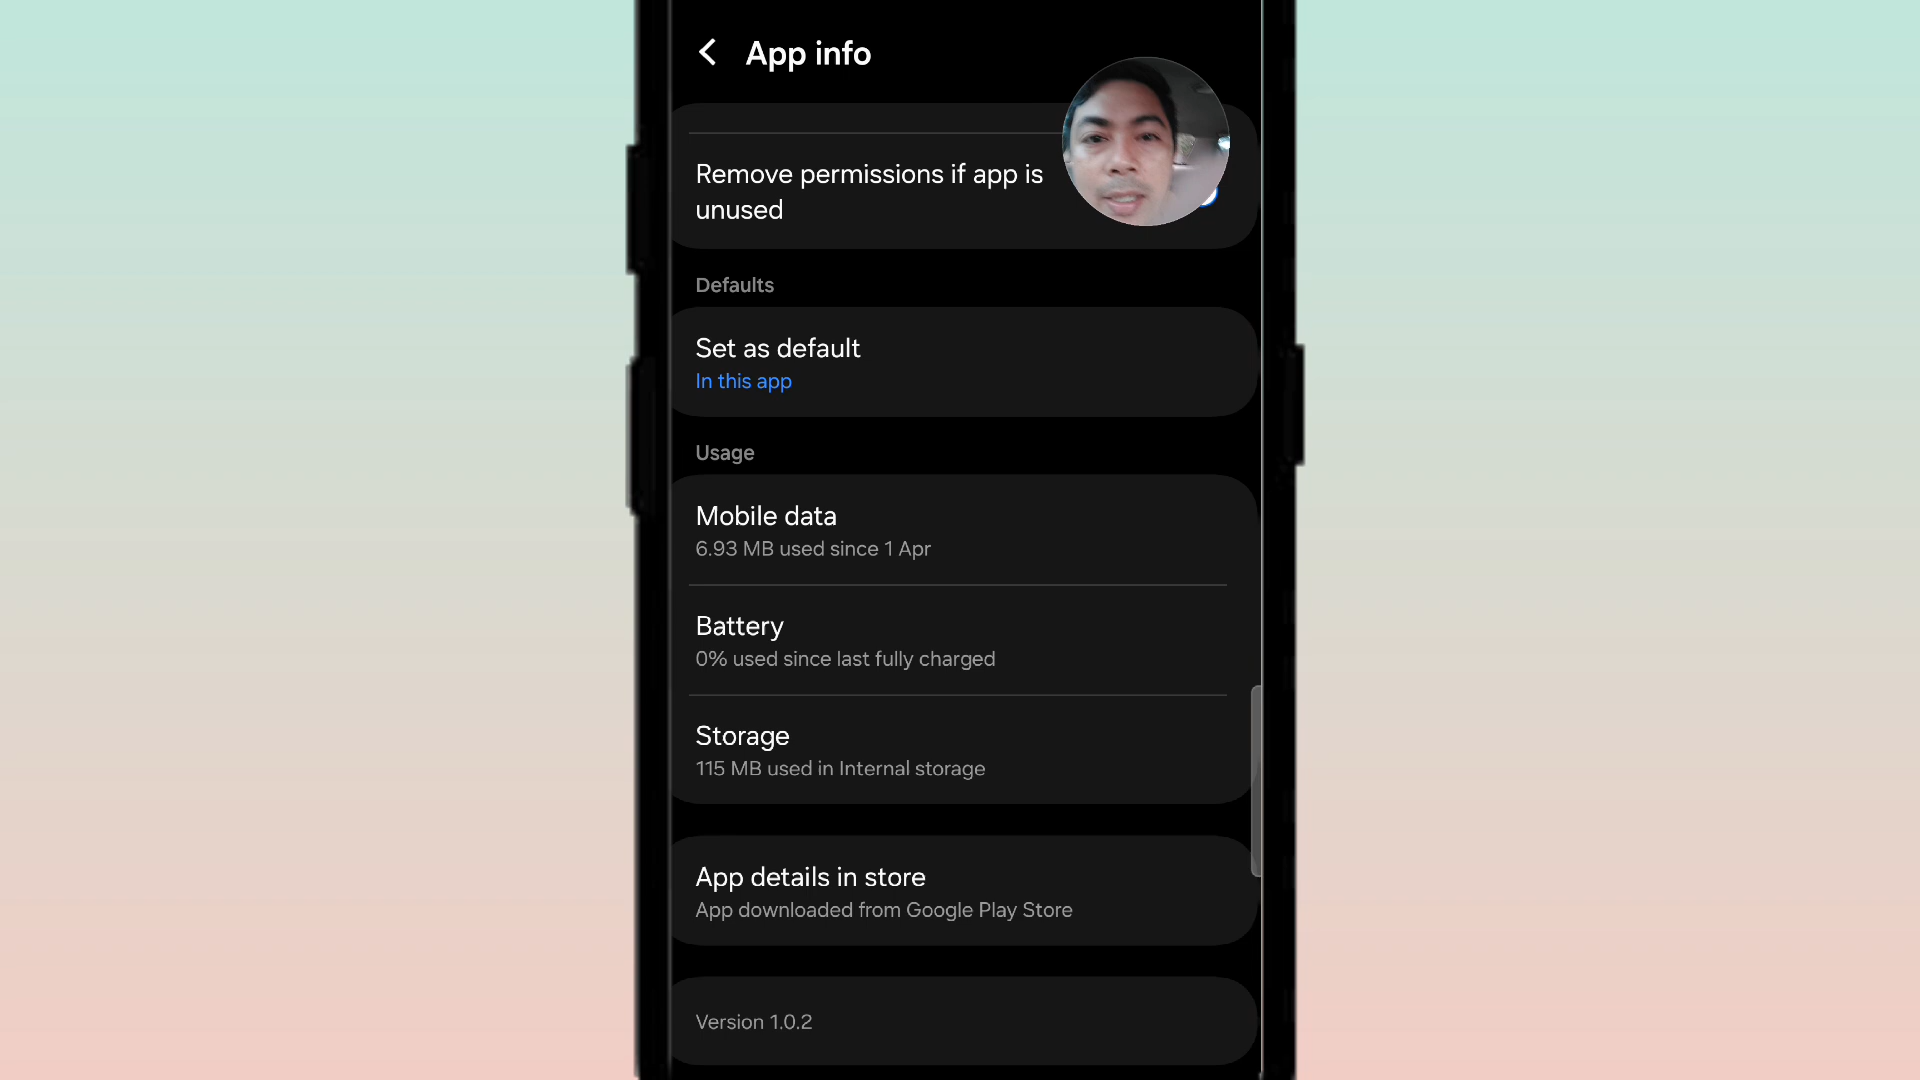 App info
Remove permissions if app is
unused
Defaults
Set as default
In this app
Usage
Mobile data
6.93 MB used since 1 Apr
Battery
0% used since last fully charged
Storage
115 MB used in Internal storage
App details in store
App downloaded from Google Play Store
Version 1.0.2